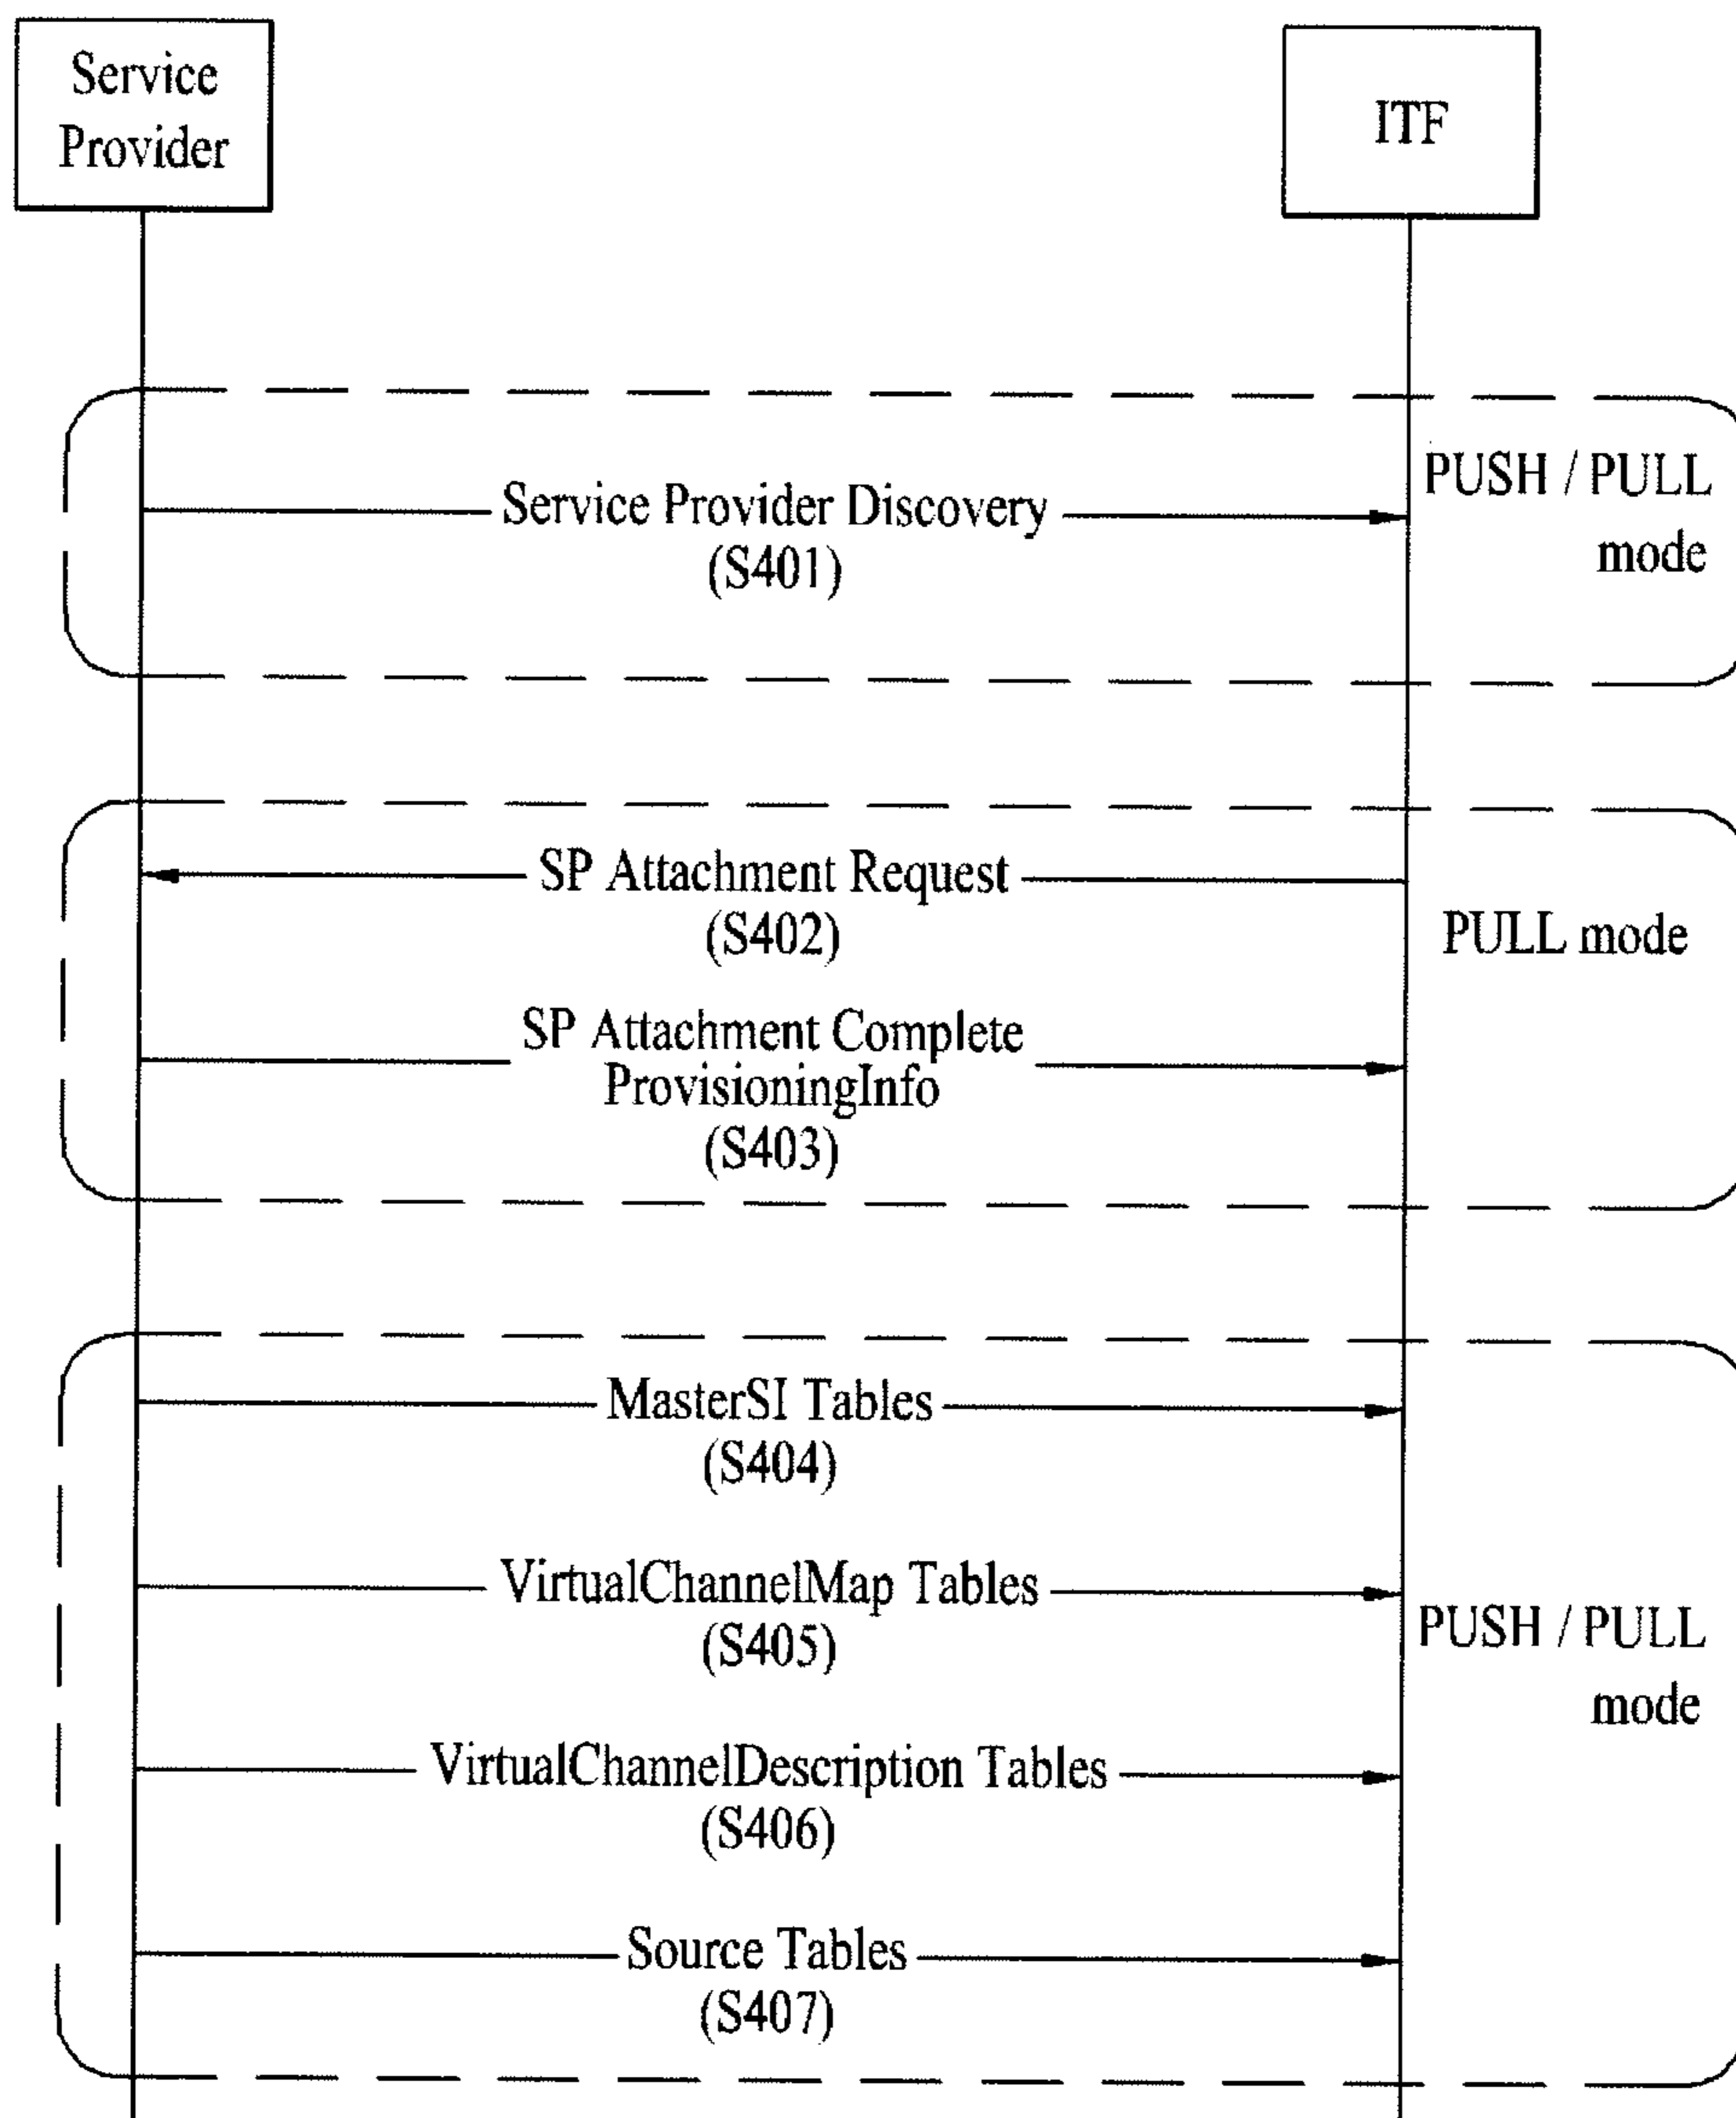 Service
Provider
ITF
PUSH / PULL
mode
Service Provider Discovery
(S401)
SP Attachment Request
(S402)
PULL mode
SP Attachment Complete
ProvisioningInfo
(S403)
MasterSI Tables
(S404)
VirtualChannelMap Tables
(S405)
PUSH / PULL
mode
VirtualChannelDescription Tables
(S406)
Source Tables
(S407)